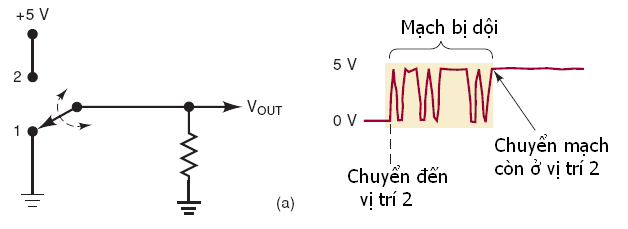 +5 V
2
1
V_OUT
(a)
Mạch bị dội
5 V
0 V
Chuyển đến
vị trí 2
Chuyển mạch
còn ở vị trí 2